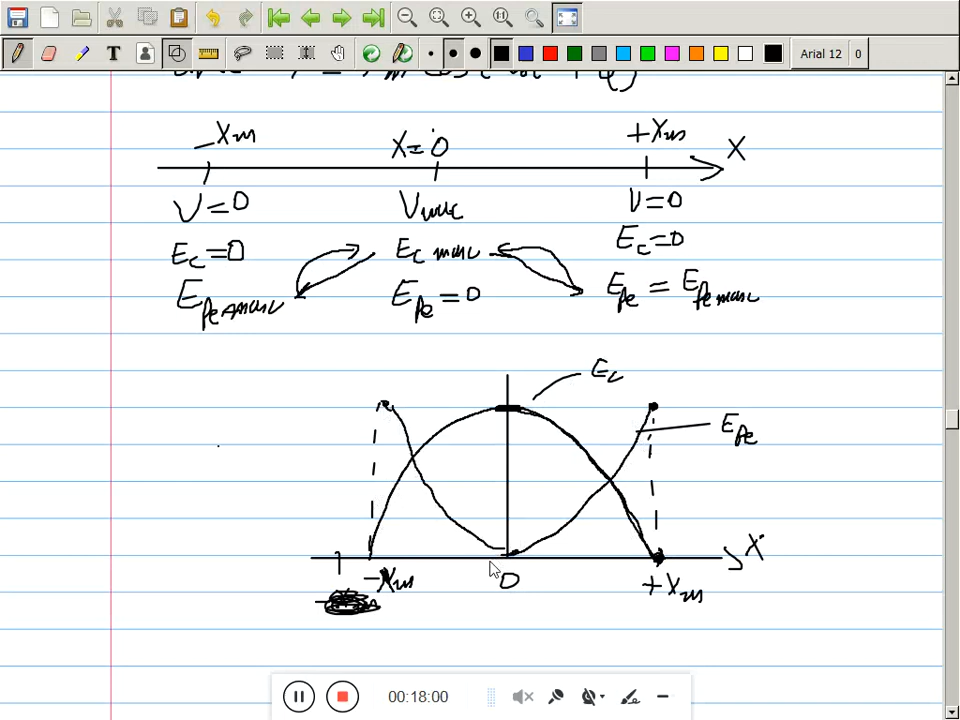 T
Arial 12
0
-Xm
X=0
+Xm
X
V=0
Vmax
V=0
Ec=0
Ec max
Ec=0
Epe max
Epe=0
Epe = Epe max
Ec
Epe
X
-Xm
0
+Xm
00:18:00